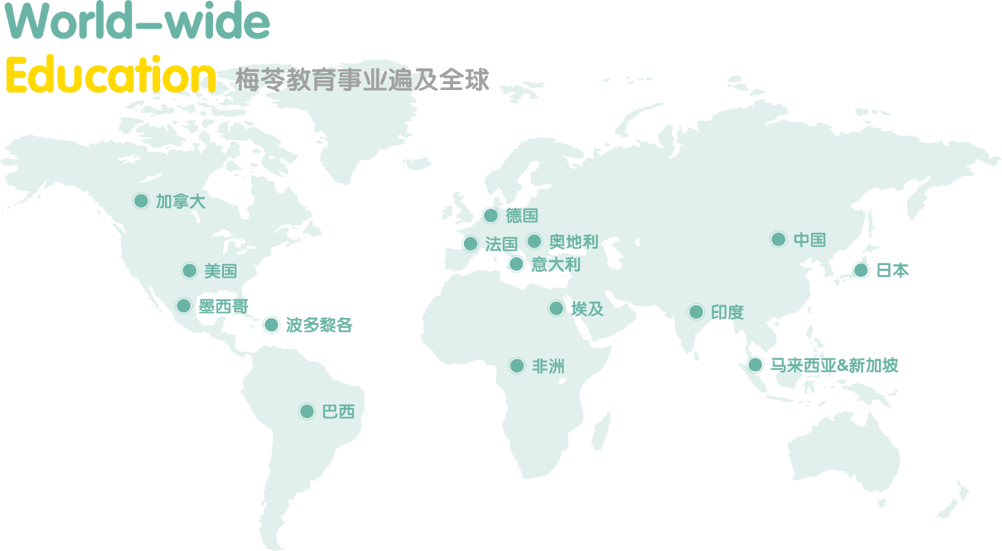 World-wide
Education 梅苓教育事业遍及全球
加拿大
德国
法国
奥地利
中国
意大利
美国
日本
墨西哥
埃及
印度
波多黎各
非洲
马来西亚&新加坡
巴西